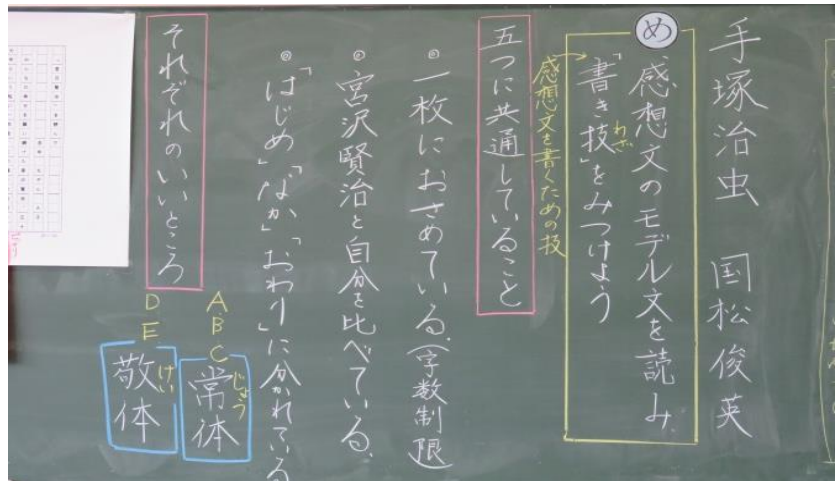 手塚治虫 国松俊英
め 感想文のモデル文を読み、
「書き技」をみつけよう
わざ
感想文を書くための技
五つに共通していること
◎一枚におさめている。(字数制限)
◎宮沢賢治と自分を比べている。
◎「はじめ」「なか」「おわり」に分かれている
それぞれのいいところ
A B C
常体
じょう
D E
敬体
けい